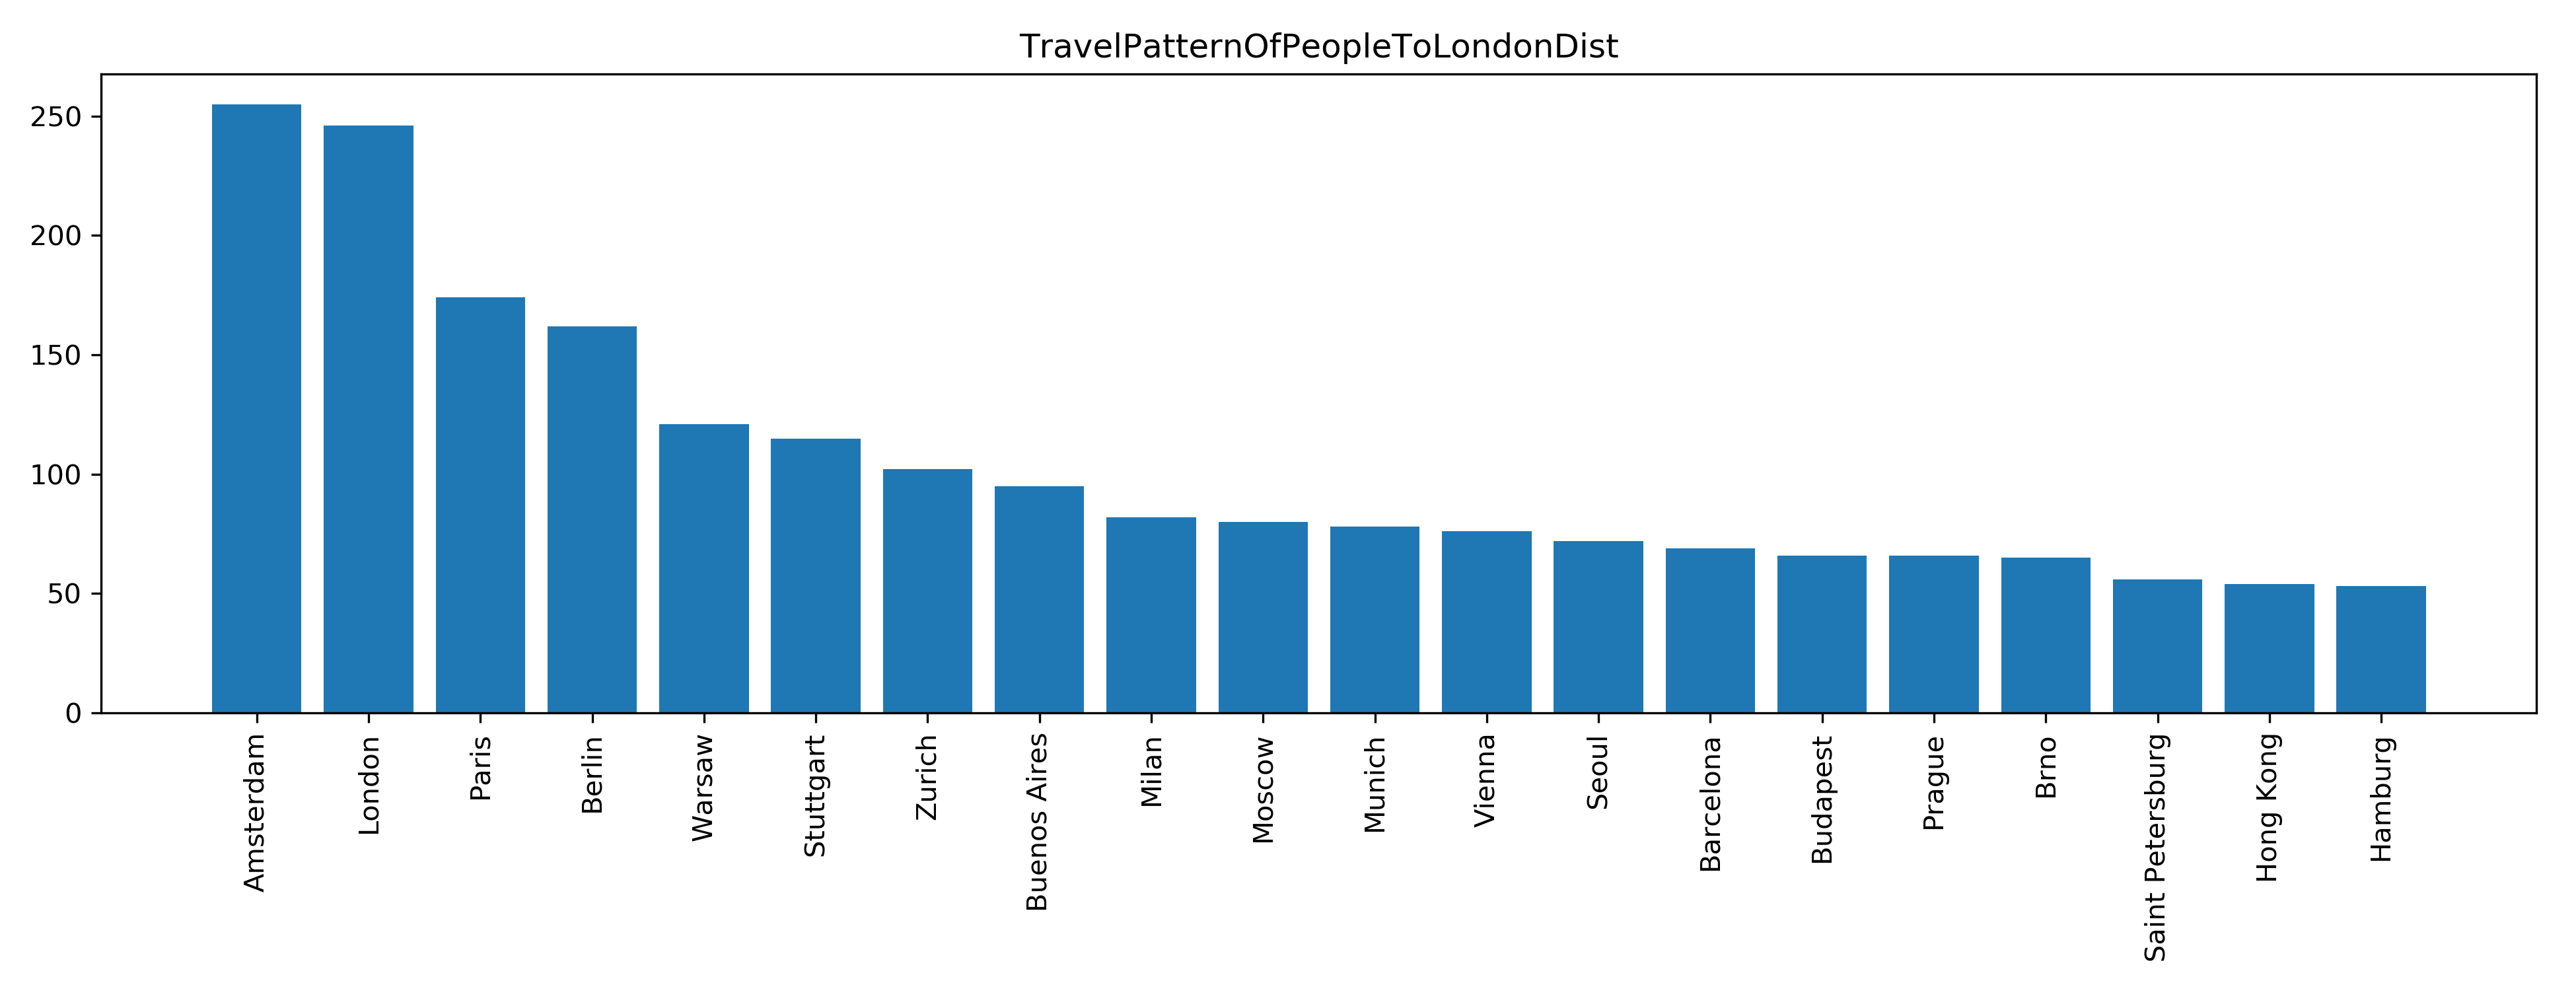 TravelPatternOfPeopleToLondonDist
250
200
150
100
50
0
Amsterdam
London
Paris
Berlin
Warsaw
Stuttgart
Zurich
Buenos Aires
Milan
Moscow
Munich
Vienna
Seoul
Barcelona
Budapest
Prague
Brno
Saint Petersburg
Hong Kong
Hamburg